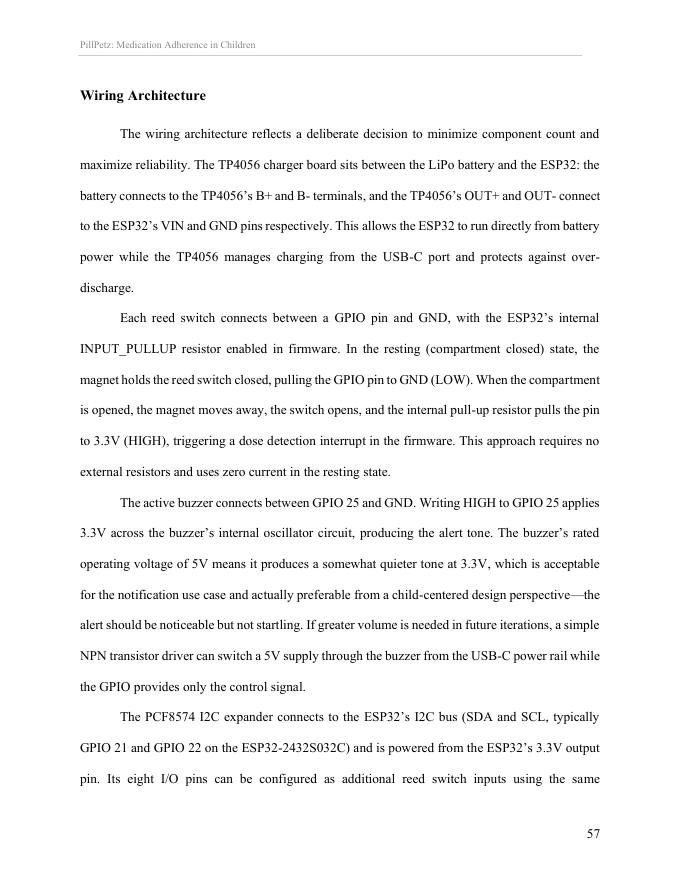 PillPetz: Medication Adherence in Children
Wiring Architecture
The wiring architecture reflects a deliberate decision to minimize component count and
maximize reliability. The TP4056 charger board sits between the LiPo battery and the ESP32: the
battery connects to the TP4056’s B+ and B- terminals, and the TP4056’s OUT+ and OUT- connect
to the ESP32’s VIN and GND pins respectively. This allows the ESP32 to run directly from battery
power while the TP4056 manages charging from the USB-C port and protects against over-
discharge.
Each reed switch connects between a GPIO pin and GND, with the ESP32’s internal
INPUT_PULLUP resistor enabled in firmware. In the resting (compartment closed) state, the
magnet holds the reed switch closed, pulling the GPIO pin to GND (LOW). When the compartment
is opened, the magnet moves away, the switch opens, and the internal pull-up resistor pulls the pin
to 3.3V (HIGH), triggering a dose detection interrupt in the firmware. This approach requires no
external resistors and uses zero current in the resting state.
The active buzzer connects between GPIO 25 and GND. Writing HIGH to GPIO 25 applies
3.3V across the buzzer’s internal oscillator circuit, producing the alert tone. The buzzer’s rated
operating voltage of 5V means it produces a somewhat quieter tone at 3.3V, which is acceptable
for the notification use case and actually preferable from a child-centered design perspective—the
alert should be noticeable but not startling. If greater volume is needed in future iterations, a simple
NPN transistor driver can switch a 5V supply through the buzzer from the USB-C power rail while
the GPIO provides only the control signal.
The PCF8574 I2C expander connects to the ESP32’s I2C bus (SDA and SCL, typically
GPIO 21 and GPIO 22 on the ESP32-2432S032C) and is powered from the ESP32’s 3.3V output
pin. Its eight I/O pins can be configured as additional reed switch inputs using the same
57